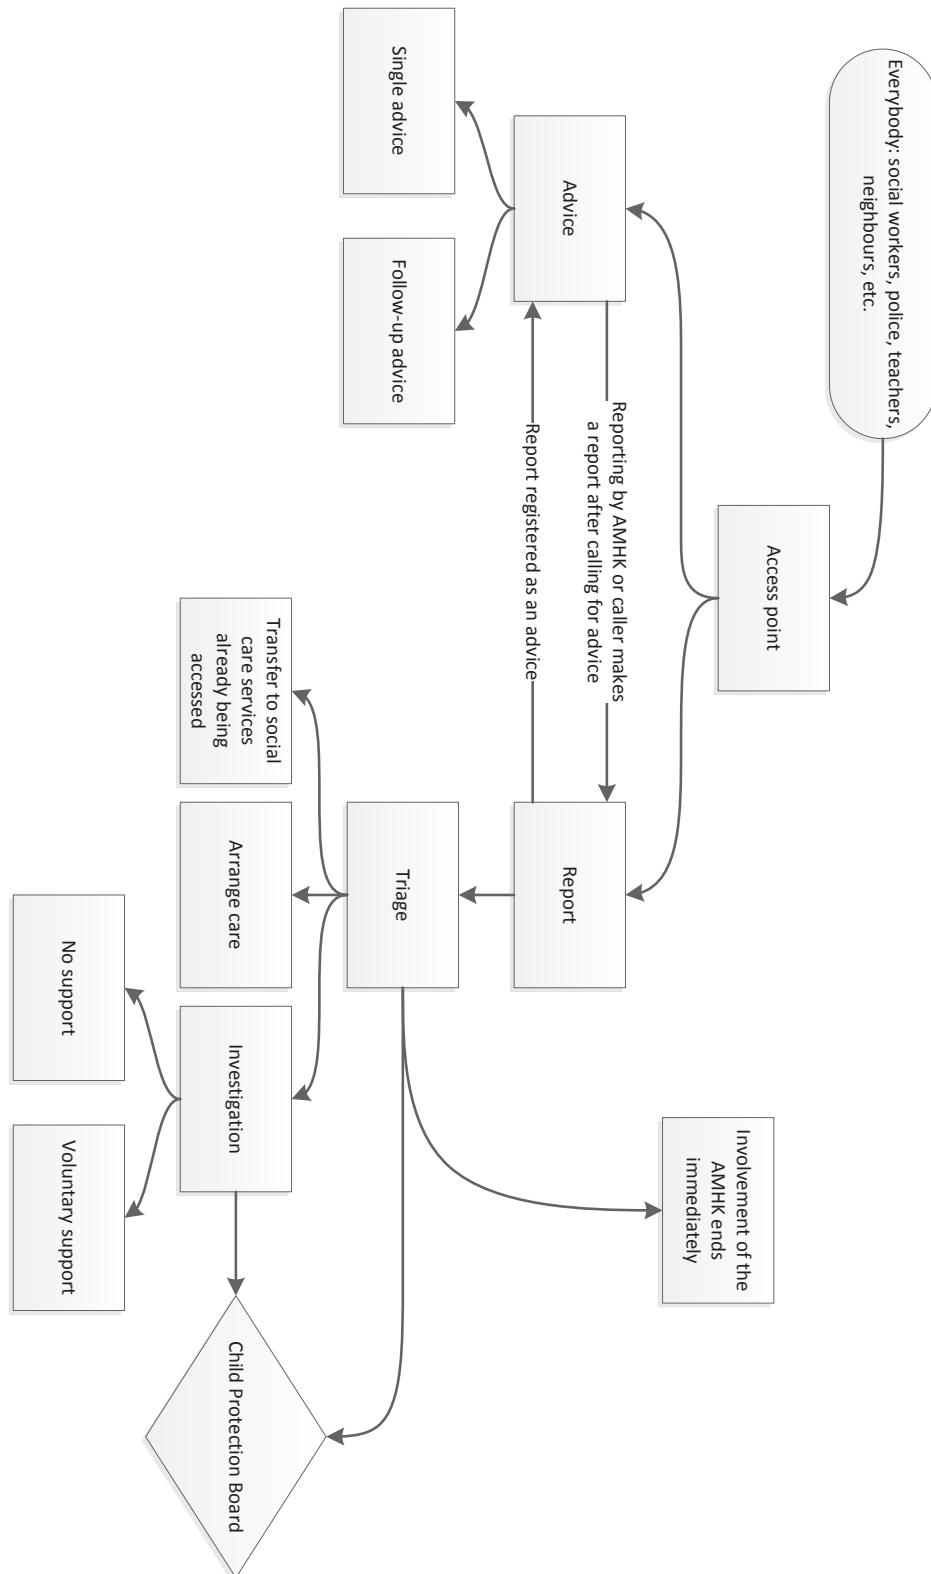 Everybody: social workers, police, teachers,
neighbours, etc.
Access point
Advice
Reporting by AMHK or caller makes
a report after calling for advice
Report registered as an advice
Report
Single advice
Follow-up advice
Triage
Involvement of the
AMHK ends
immediately
Transfer to social
care services
already being
accessed
Arrange care
Investigation
Child Protection Board
No support
Voluntary support